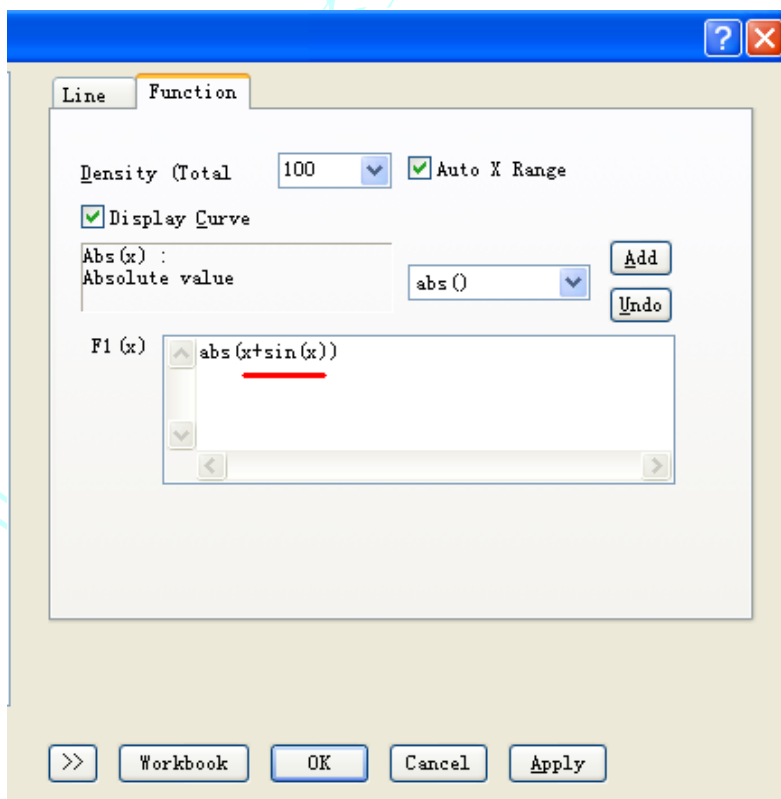 Line Function
Density (Total 100 Auto X Range
Display Curve
Abs(x) :
Absolute value
abs()
Add
Undo
F1(x) abs(x+sin(x))
>> Workbook OK Cancel Apply